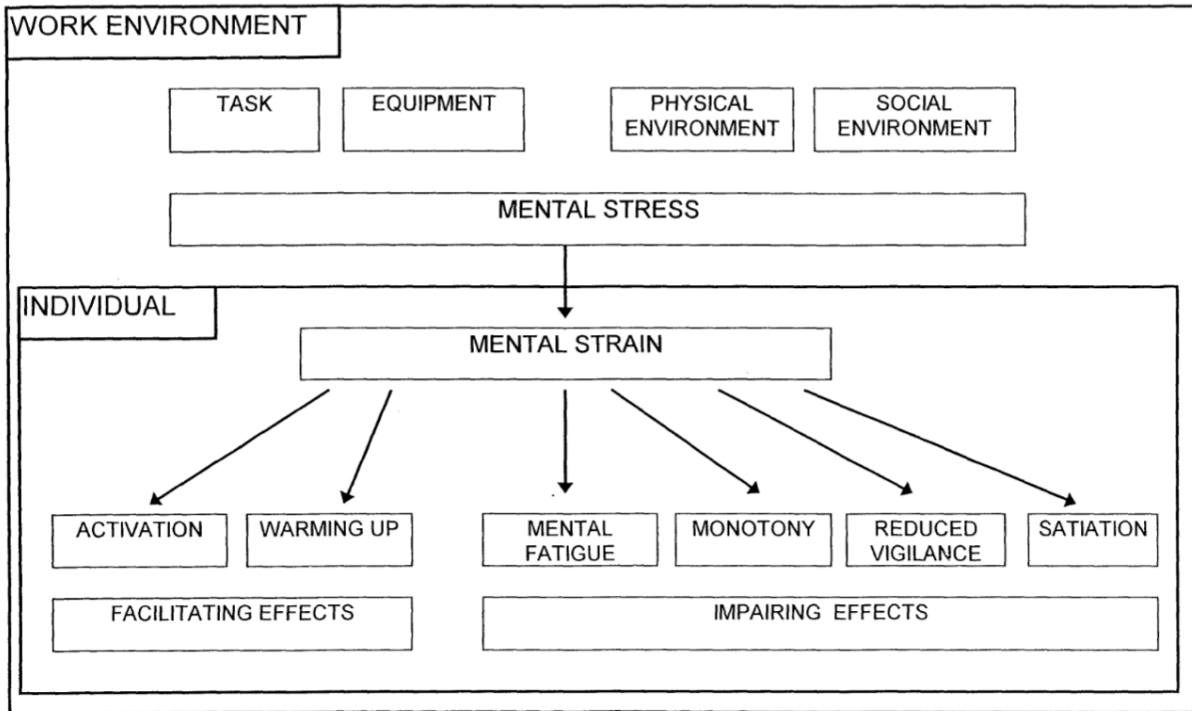 WORK ENVIRONMENT
TASK
EQUIPMENT
PHYSICAL
ENVIRONMENT
SOCIAL
ENVIRONMENT
MENTAL STRESS
INDIVIDUAL
MENTAL STRAIN
ACTIVATION
WARMING UP
MENTAL
FATIGUE
MONOTONY
REDUCED
VIGILANCE
SATIATION
FACILITATING EFFECTS
IMPAIRING EFFECTS